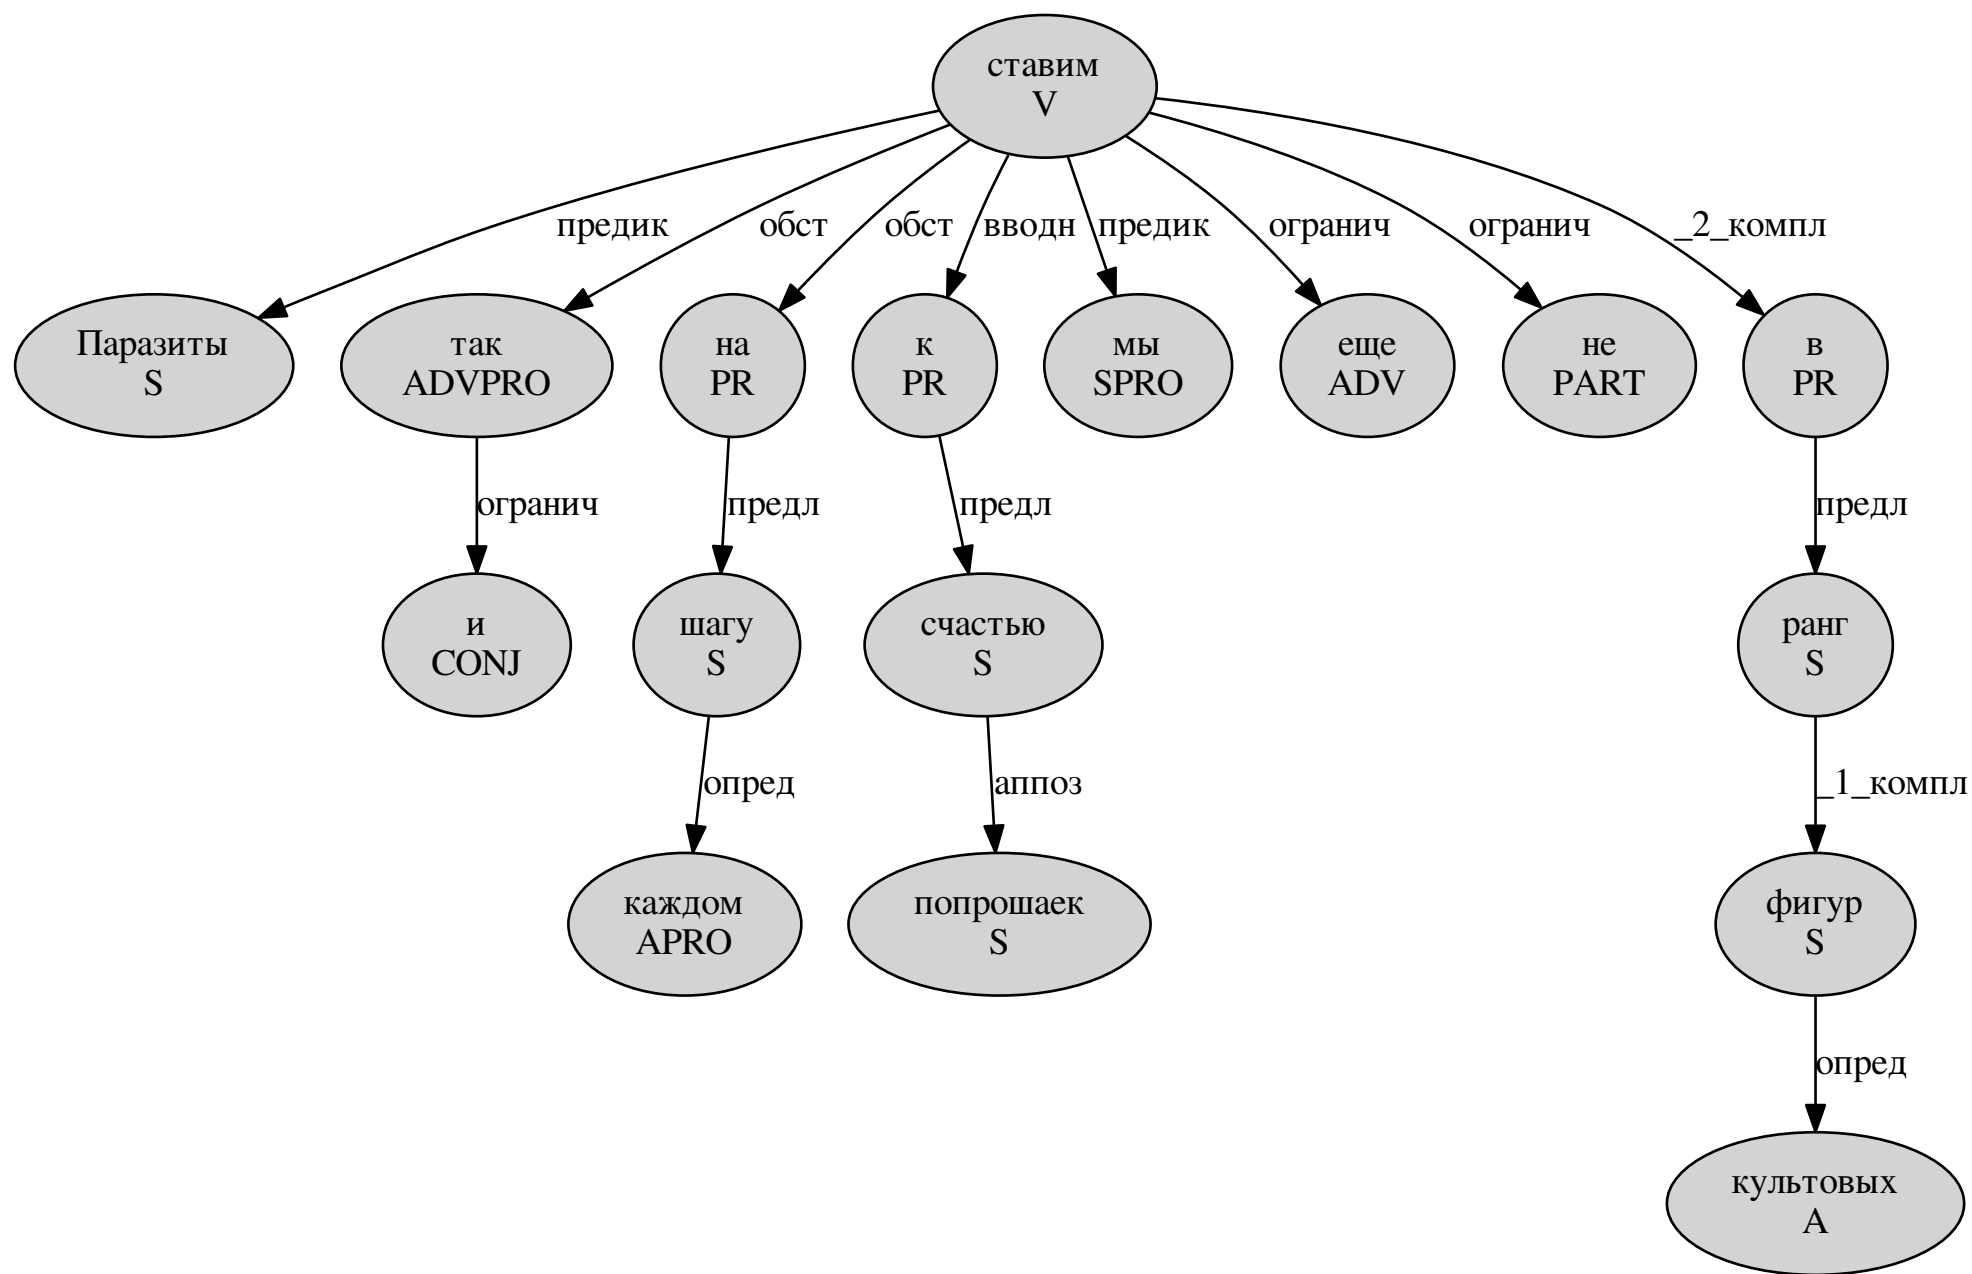 ставим
V
предик
обст
обст
вводн
предик
огранич
огранич
_2_компл
Паразиты
S
так
ADVPRO
на
PR
к
PR
мы
SPRO
еще
ADV
не
PART
в
PR
огранич
предл
предл
предл
и
CONJ
шагу
S
счастью
S
ранг
S
опред
аппоз
_1_компл
каждом
APRO
попрошаек
S
фигур
S
опред
культовых
A